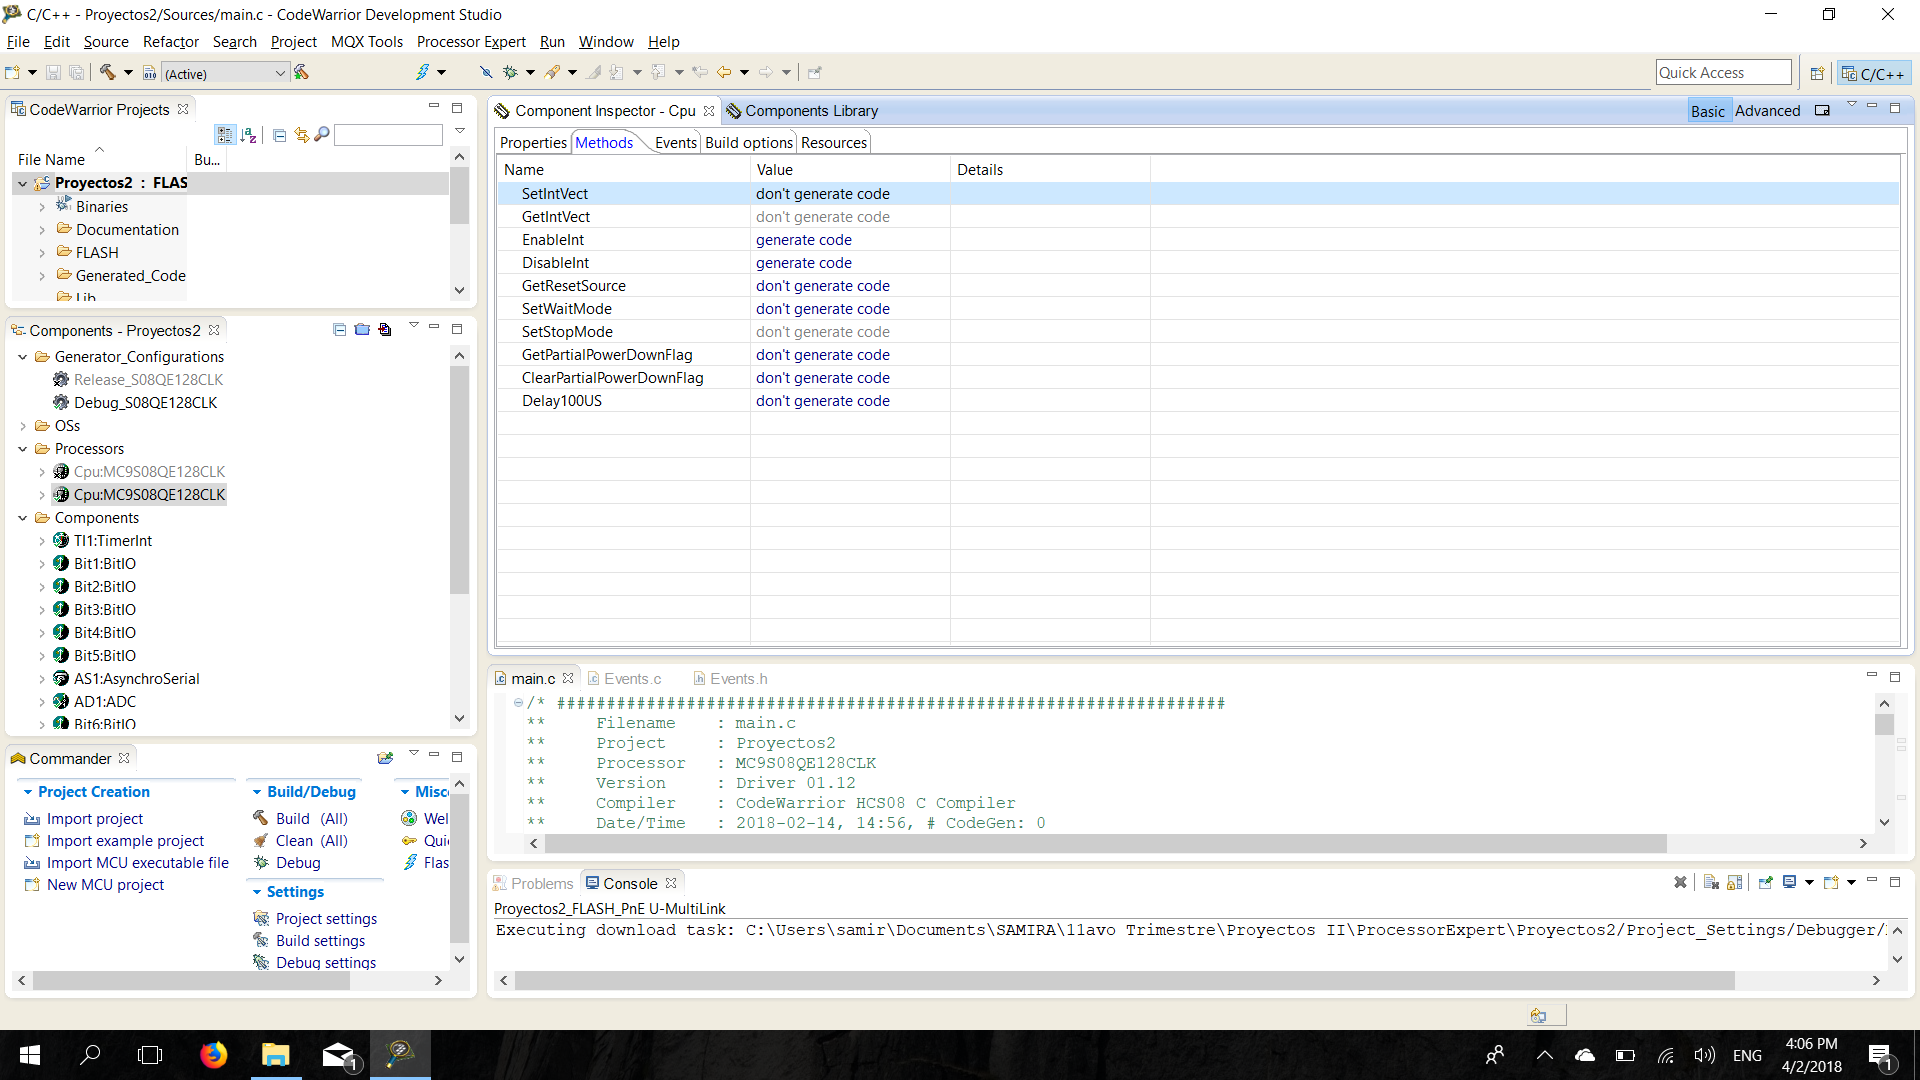 C/C++ - Proyectos2/Sources/main.c - CodeWarrior Development Studio
File Edit Source Refactor Search Project MQX Tools Processor Expert Run Window Help
(Active)
Quick Access
C/C++
CodeWarrior Projects
File Name Bu...
Proyectos2 : FLAS
Binaries
Documentation
FLASH
Generated_Code
Lib
Components - Proyectos2
Generator_Configurations
Release_S08QE128CLK
Debug_S08QE128CLK
OSs
Processors
Cpu:MC9S08QE128CLK
Cpu:MC9S08QE128CLK
Components
TI1:TimerInt
Bit1:BitIO
Bit2:BitIO
Bit3:BitIO
Bit4:BitIO
Bit5:BitIO
AS1:AsynchroSerial
AD1:ADC
Bit6:BitIO
Commander
Project Creation
Import project
Import example project
Import MCU executable file
New MCU project
Build/Debug
Build (All)
Clean (All)
Debug
Settings
Project settings
Build settings
Debug settings
Misc
Wel
Quic
Flas
Component Inspector - Cpu Components Library
Basic Advanced
Properties Methods Events Build options Resources
Name Value Details
SetIntVect don't generate code
GetIntVect don't generate code
EnableInt generate code
DisableInt generate code
GetResetSource don't generate code
SetWaitMode don't generate code
SetStopMode don't generate code
GetPartialPowerDownFlag don't generate code
ClearPartialPowerDownFlag don't generate code
Delay100US don't generate code
main.c Events.c Events.h
/* ###################################################################
** Filename : main.c
** Project : Proyectos2
** Processor : MC9S08QE128CLK
** Version : Driver 01.12
** Compiler : CodeWarrior HCS08 C Compiler
** Date/Time : 2018-02-14, 14:56, # CodeGen: 0
Problems Console
Proyectos2_FLASH_PnE U-MultiLink
Executing download task: C:\Users\samir\Documents\SAMIRA\11avo Trimestre\Proyectos II\ProcessorExpert\Proyectos2/Project_Settings/Debugger/
1
ENG
4:06 PM
4/2/2018
1